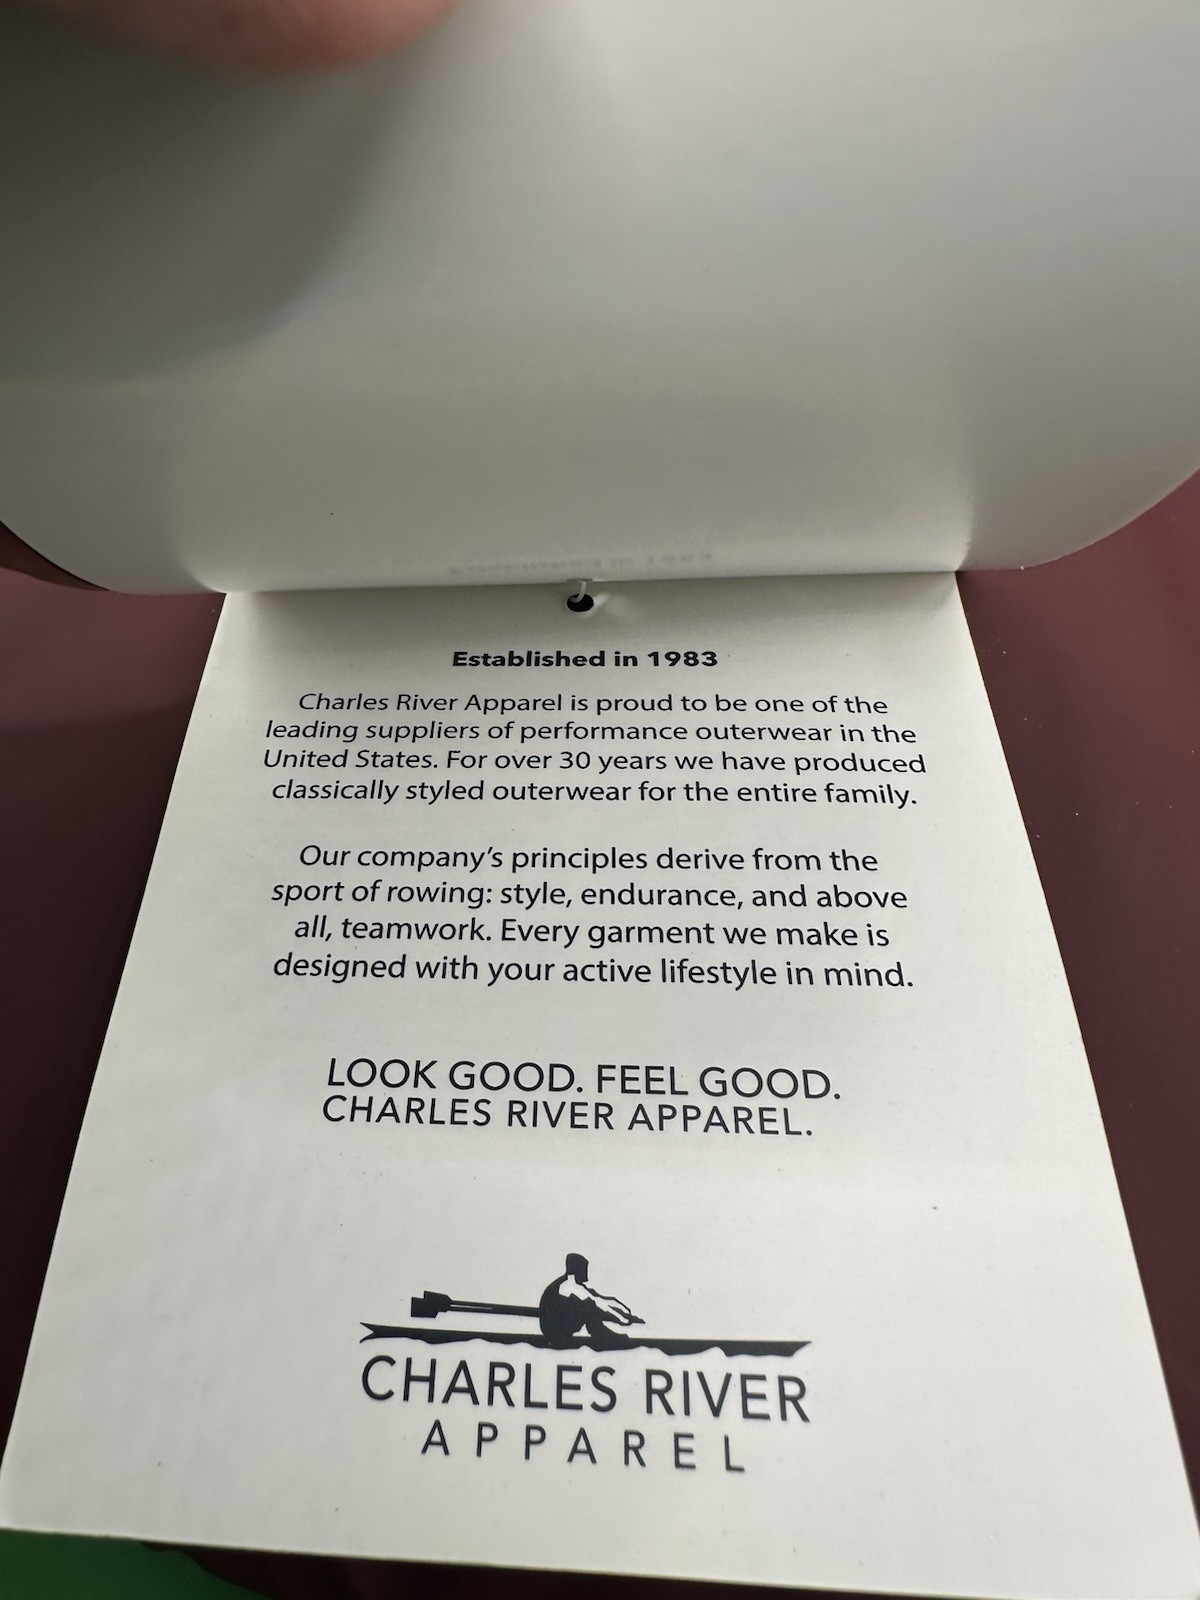 Established in 1983
Charles River Apparel is proud to be one of the
leading suppliers of performance outerwear in the
United States. For over 30 years we have produced
classically styled outerwear for the entire family.
Our company's principles derive from the
sport of rowing: style, endurance, and above
all, teamwork. Every garment we make is
designed with your active lifestyle in mind.
LOOK GOOD. FEEL GOOD.
CHARLES RIVER APPAREL.
CHARLES RIVER
APPAREL